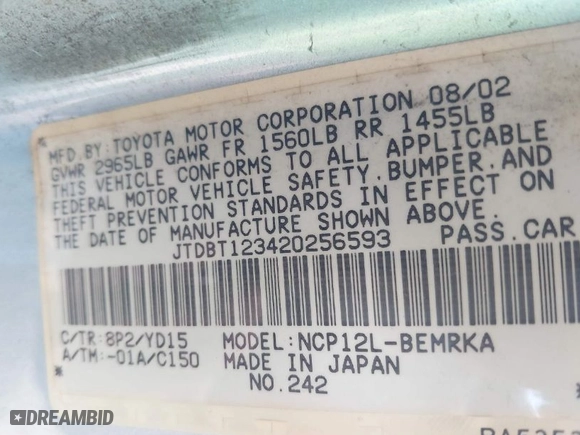 MFD.BY:TOYOTA MOTOR CORPORATION 08/02
GVWR 2965LB GAWR FR 1560LB RR 1455LB
THIS VEHICLE CONFORMS TO ALL APPLICABLE
FEDERAL MOTOR VEHICLE SAFETY,BUMPER,AND
THEFT PREVENTION STANDARDS IN EFFECT ON
THE DATE OF MANUFACTURE SHOWN ABOVE.
JTDBT123420256593 PASS.CAR
C/TR:8P2/YD15 MODEL:NCP12L-BEMRKA
A/TM:-01A/C150 MADE IN JAPAN
* NO.242 *
DREAMBID